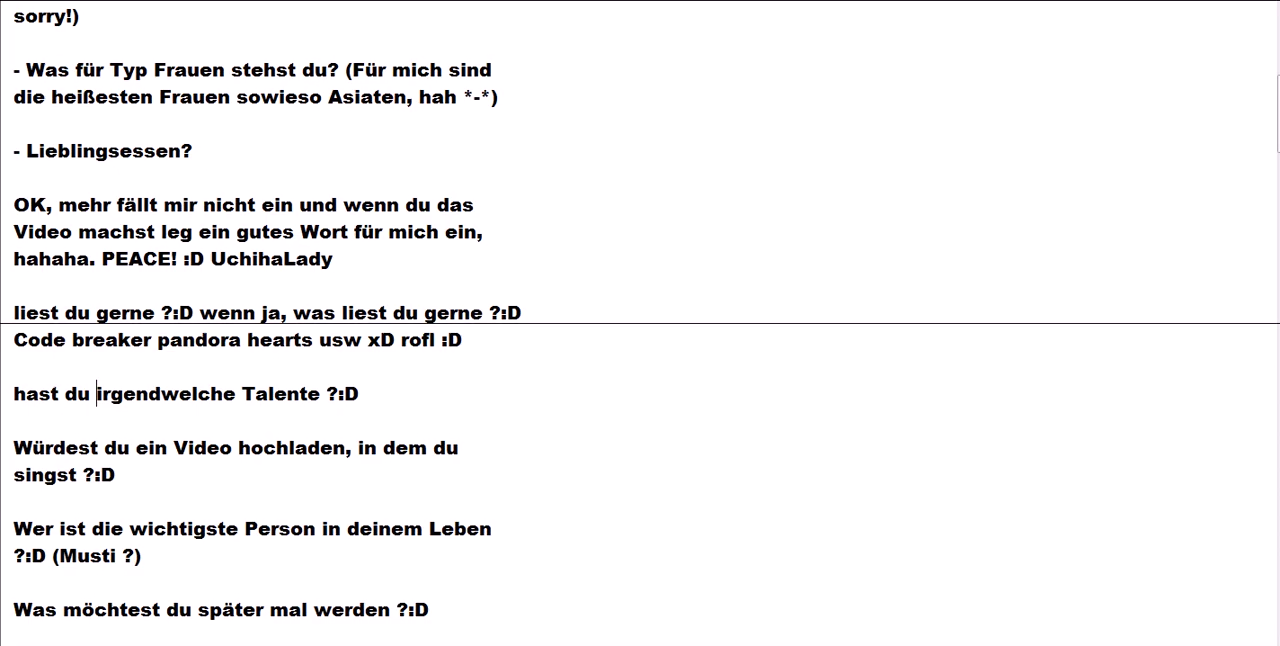 sorry!)
- Was für Typ Frauen stehst du? (Für mich sind
die heißesten Frauen sowieso Asiaten, hah *-*)
- Lieblingsessen?
OK, mehr fällt mir nicht ein und wenn du das
Video machst leg ein gutes Wort für mich ein,
hahaha. PEACE! :D UchihaLady
liest du gerne ?:D wenn ja, was liest du gerne ?:D
Code breaker pandora hearts usw xD rofl :D
hast du irgendwelche Talente ?:D
Würdest du ein Video hochladen, in dem du
singst ?:D
Wer ist die wichtigste Person in deinem Leben
?:D (Musti ?)
Was möchtest du später mal werden ?:D